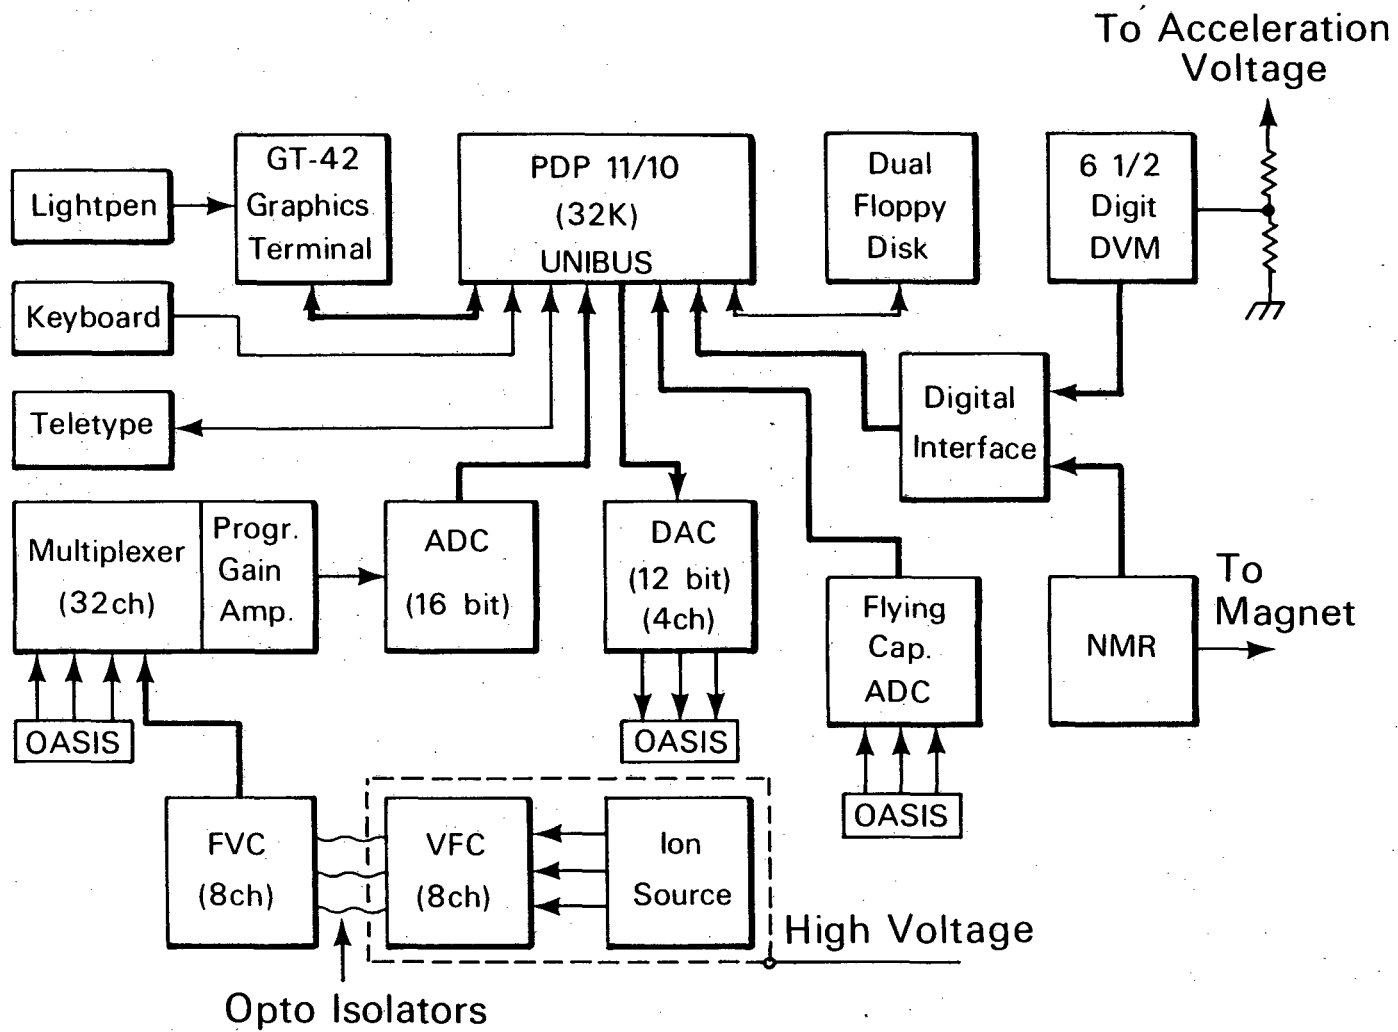 To Acceleration
Voltage
GT-42
Graphics
Terminal
PDP 11/10
(32K)
UNIBUS
Dual
Floppy
Disk
6 1/2
Digit
DVM
Lightpen
Keyboard
Teletype
Digital
Interface
Multiplexer
(32ch)
Progr.
Gain
Amp.
ADC
(16 bit)
DAC
(12 bit)
(4ch)
Flying
Cap.
ADC
NMR
To
Magnet
OASIS
OASIS
OASIS
FVC
(8ch)
VFC
(8ch)
Ion
Source
High Voltage
Opto Isolators